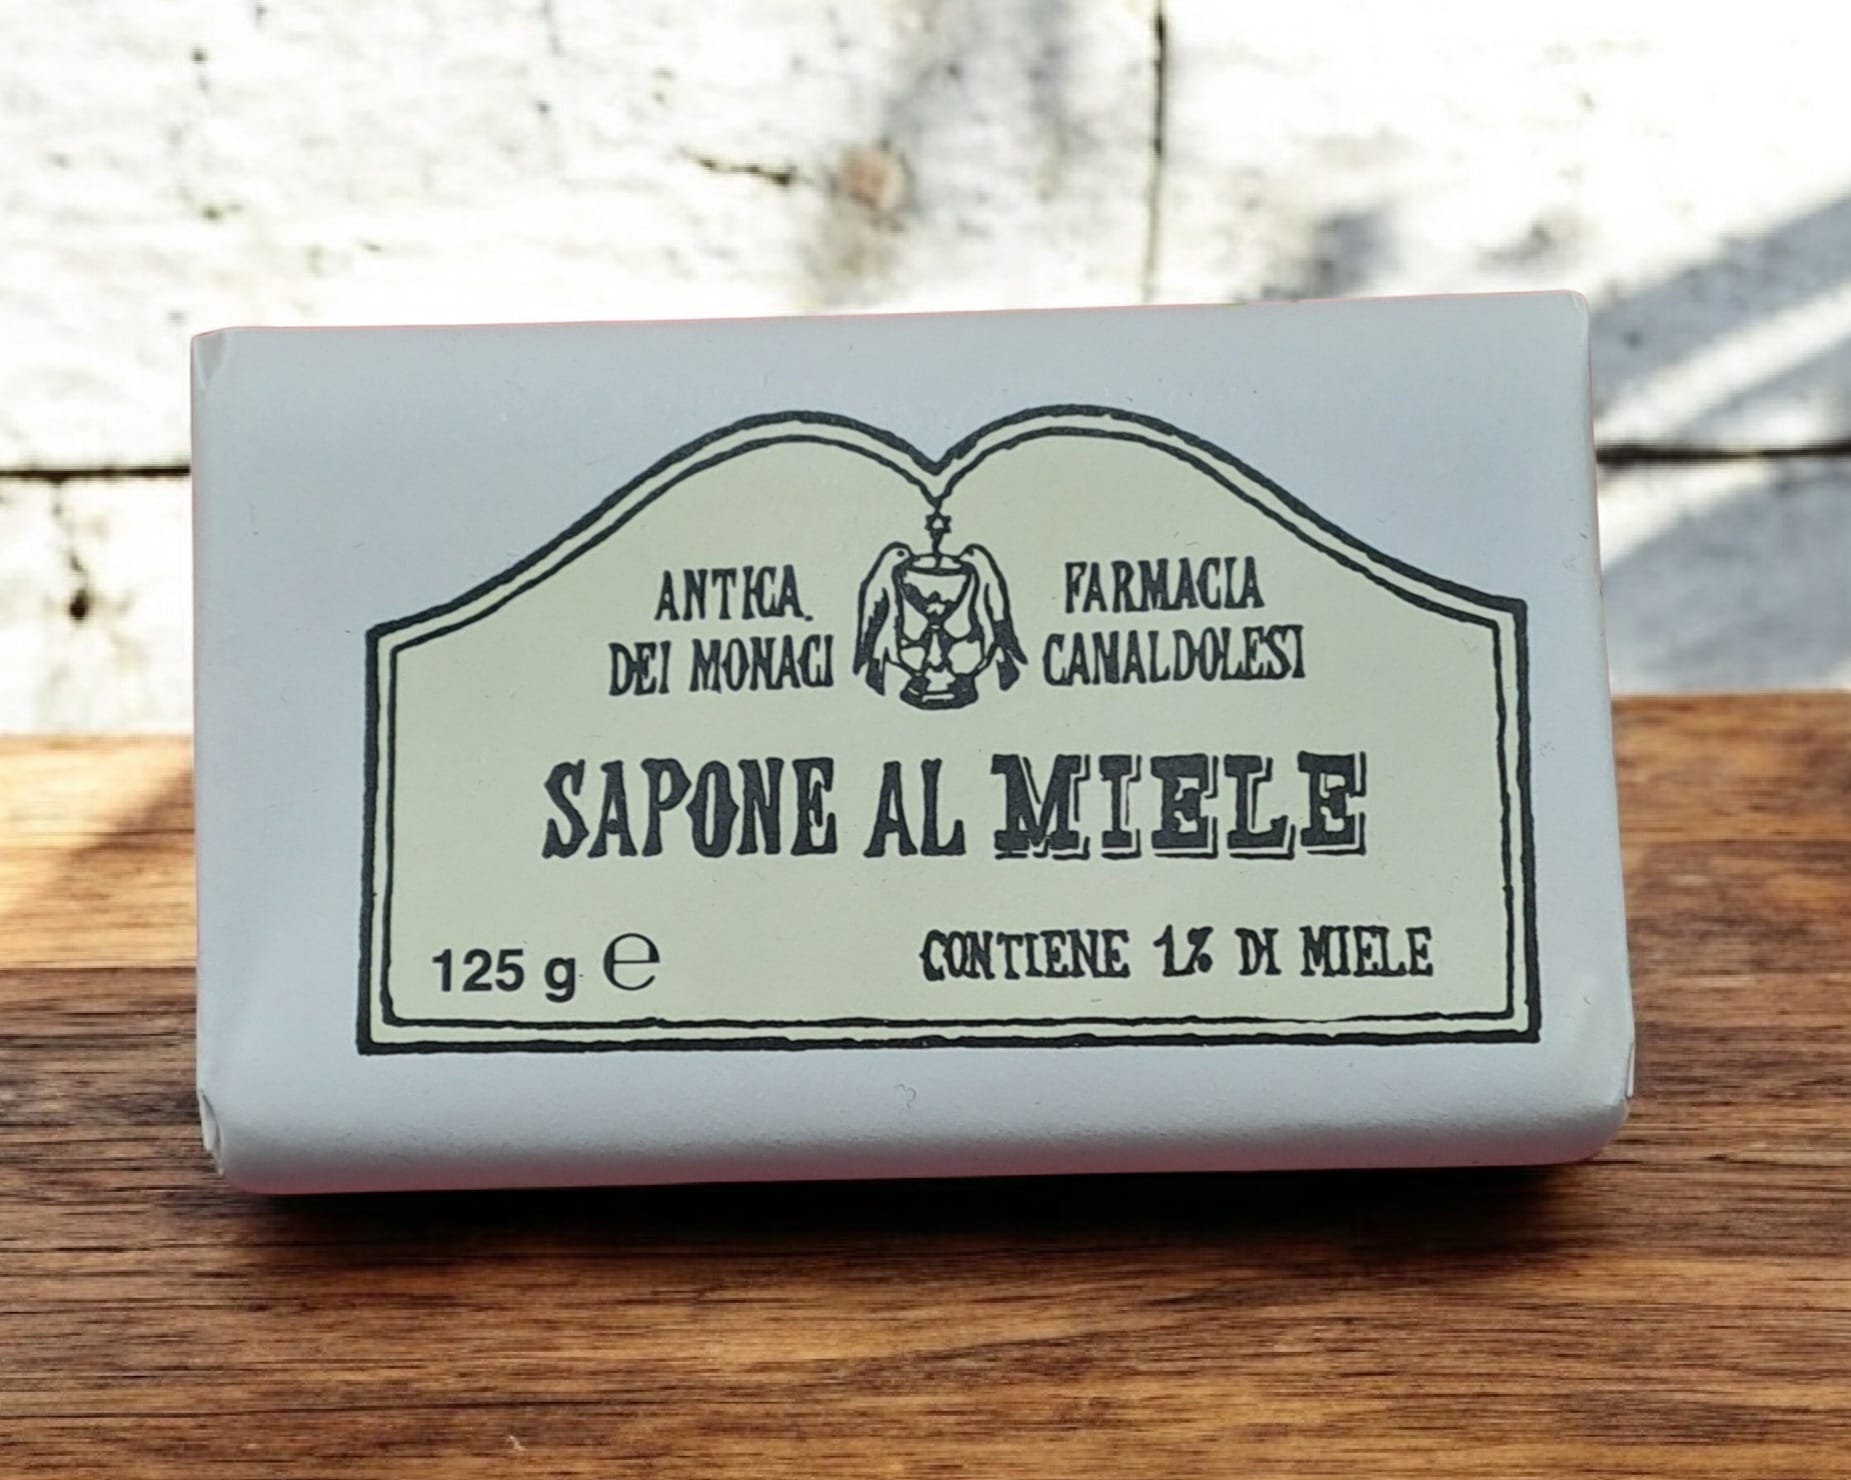 ANTICA FARMACIA
DEI MONACI CANALDOLESI
SAPONE AL MIELE
125 g ℮
CONTIENE 1% DI MIELE